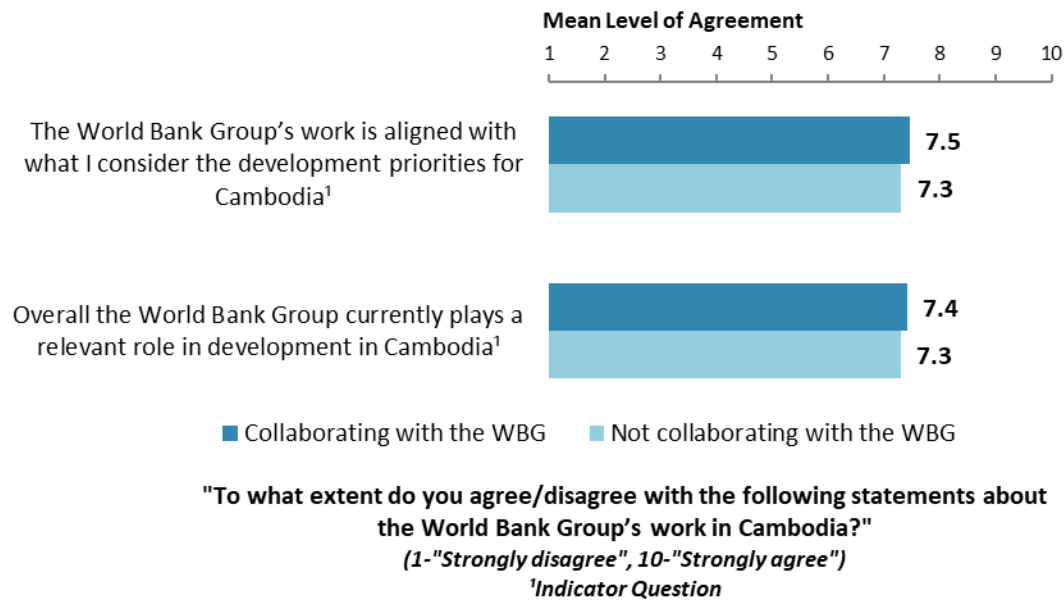 Mean Level of Agreement
1 2 3 4 5 6 7 8 9 10
The World Bank Group’s work is aligned with
what I consider the development priorities for
Cambodia¹
7.5
7.3
Overall the World Bank Group currently plays a
relevant role in development in Cambodia¹
7.4
7.3
Collaborating with the WBG Not collaborating with the WBG
"To what extent do you agree/disagree with the following statements about
the World Bank Group’s work in Cambodia?"
(1-"Strongly disagree", 10-"Strongly agree")
¹Indicator Question